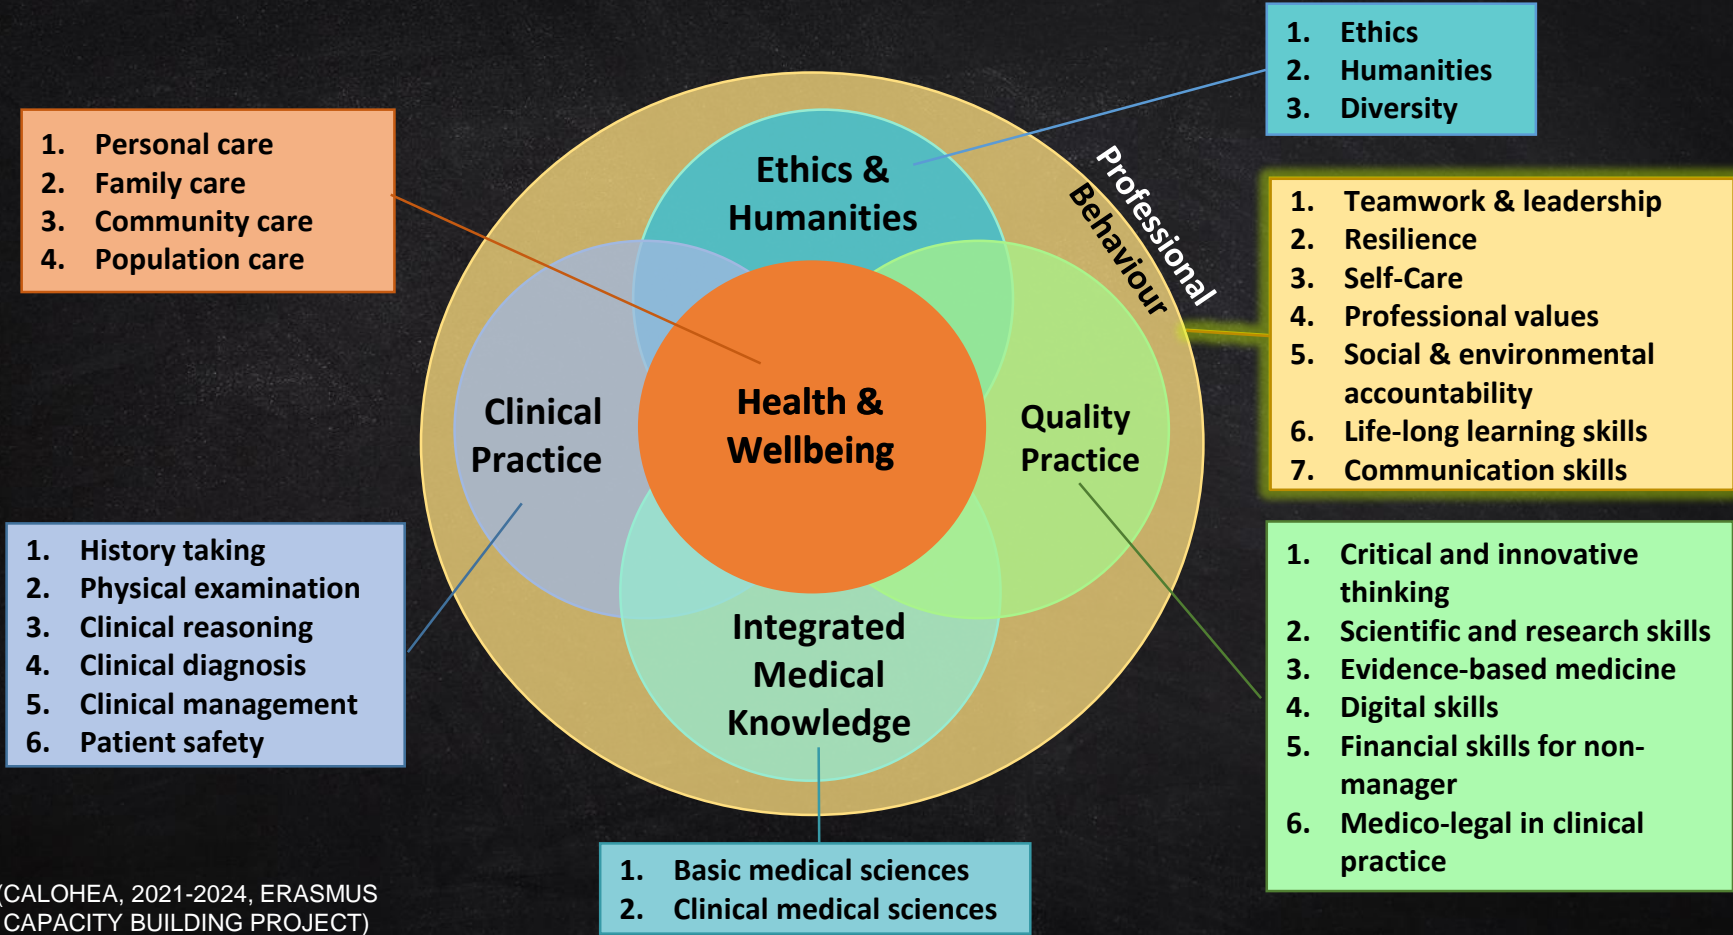 1. Ethics
2. Humanities
3. Diversity
1. Personal care
2. Family care
3. Community care
4. Population care
Ethics &
Humanities
Professional
Behaviour
1. Teamwork & leadership
2. Resilience
3. Self-Care
4. Professional values
5. Social & environmental
accountability
6. Life-long learning skills
7. Communication skills
Clinical
Practice
Health &
Wellbeing
Quality
Practice
1. History taking
2. Physical examination
3. Clinical reasoning
4. Clinical diagnosis
5. Clinical management
6. Patient safety
Integrated
Medical
Knowledge
1. Critical and innovative
thinking
2. Scientific and research skills
3. Evidence-based medicine
4. Digital skills
5. Financial skills for non-
manager
6. Medico-legal in clinical
practice
1. Basic medical sciences
2. Clinical medical sciences
(CALOHEA, 2021-2024, ERASMUS
CAPACITY BUILDING PROJECT)